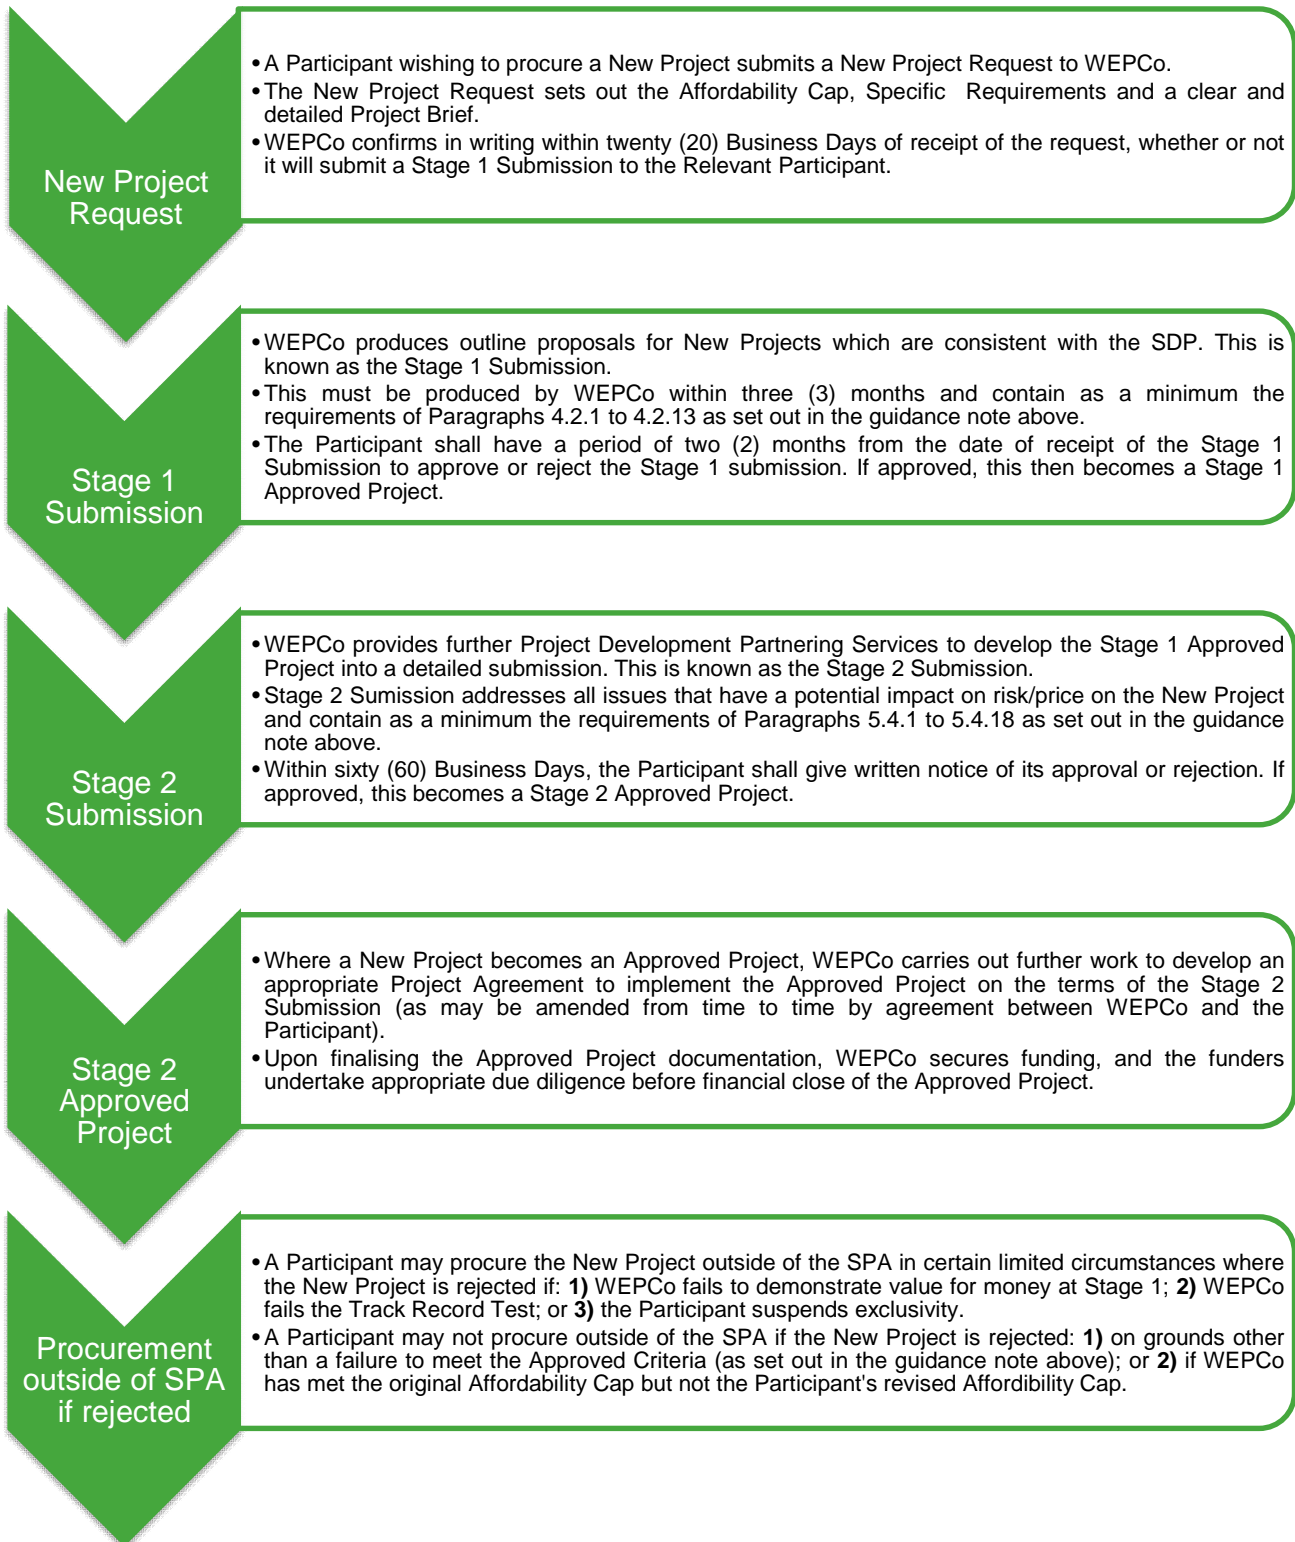 New Project
Request
•A Participant wishing to procure a New Project submits a New Project Request to WEPCo.
•The New Project Request sets out the Affordability Cap, Specific Requirements and a clear and
detailed Project Brief.
•WEPCo confirms in writing within twenty (20) Business Days of receipt of the request, whether or not
it will submit a Stage 1 Submission to the Relevant Participant.
Stage 1
Submission
•WEPCo produces outline proposals for New Projects which are consistent with the SDP. This is
known as the Stage 1 Submission.
•This must be produced by WEPCo within three (3) months and contain as a minimum the
requirements of Paragraphs 4.2.1 to 4.2.13 as set out in the guidance note above.
•The Participant shall have a period of two (2) months from the date of receipt of the Stage 1
Submission to approve or reject the Stage 1 submission. If approved, this then becomes a Stage 1
Approved Project.
Stage 2
Submission
•WEPCo provides further Project Development Partnering Services to develop the Stage 1 Approved
Project into a detailed submission. This is known as the Stage 2 Submission.
•Stage 2 Sumission addresses all issues that have a potential impact on risk/price on the New Project
and contain as a minimum the requirements of Paragraphs 5.4.1 to 5.4.18 as set out in the guidance
note above.
•Within sixty (60) Business Days, the Participant shall give written notice of its approval or rejection. If
approved, this becomes a Stage 2 Approved Project.
Stage 2
Approved
Project
•Where a New Project becomes an Approved Project, WEPCo carries out further work to develop an
appropriate Project Agreement to implement the Approved Project on the terms of the Stage 2
Submission (as may be amended from time to time by agreement between WEPCo and the
Participant).
•Upon finalising the Approved Project documentation, WEPCo secures funding, and the funders
undertake appropriate due diligence before financial close of the Approved Project.
Procurement
outside of SPA
if rejected
•A Participant may procure the New Project outside of the SPA in certain limited circumstances where
the New Project is rejected if: 1) WEPCo fails to demonstrate value for money at Stage 1; 2) WEPCo
fails the Track Record Test; or 3) the Participant suspends exclusivity.
•A Participant may not procure outside of the SPA if the New Project is rejected: 1) on grounds other
than a failure to meet the Approved Criteria (as set out in the guidance note above); or 2) if WEPCo
has met the original Affordability Cap but not the Participant's revised Affordibility Cap.